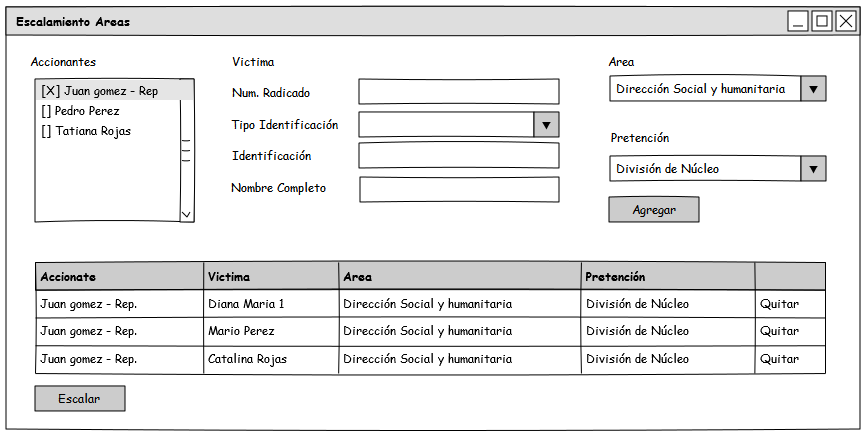 Escalamiento Areas
Accionantes
[X] Juan gomez - Rep
[] Pedro Perez
[] Tatiana Rojas
Victima
Num. Radicado
Tipo Identificación
Identificación
Nombre Completo
Area
Dirección Social y humanitaria
Pretención
División de Núcleo
Agregar
Accionate Victima Area Pretención
Juan gomez - Rep. Diana Maria 1 Dirección Social y humanitaria División de Núcleo Quitar
Juan gomez - Rep. Mario Perez Dirección Social y humanitaria División de Núcleo Quitar
Juan gomez - Rep. Catalina Rojas Dirección Social y humanitaria División de Núcleo Quitar
Escalar